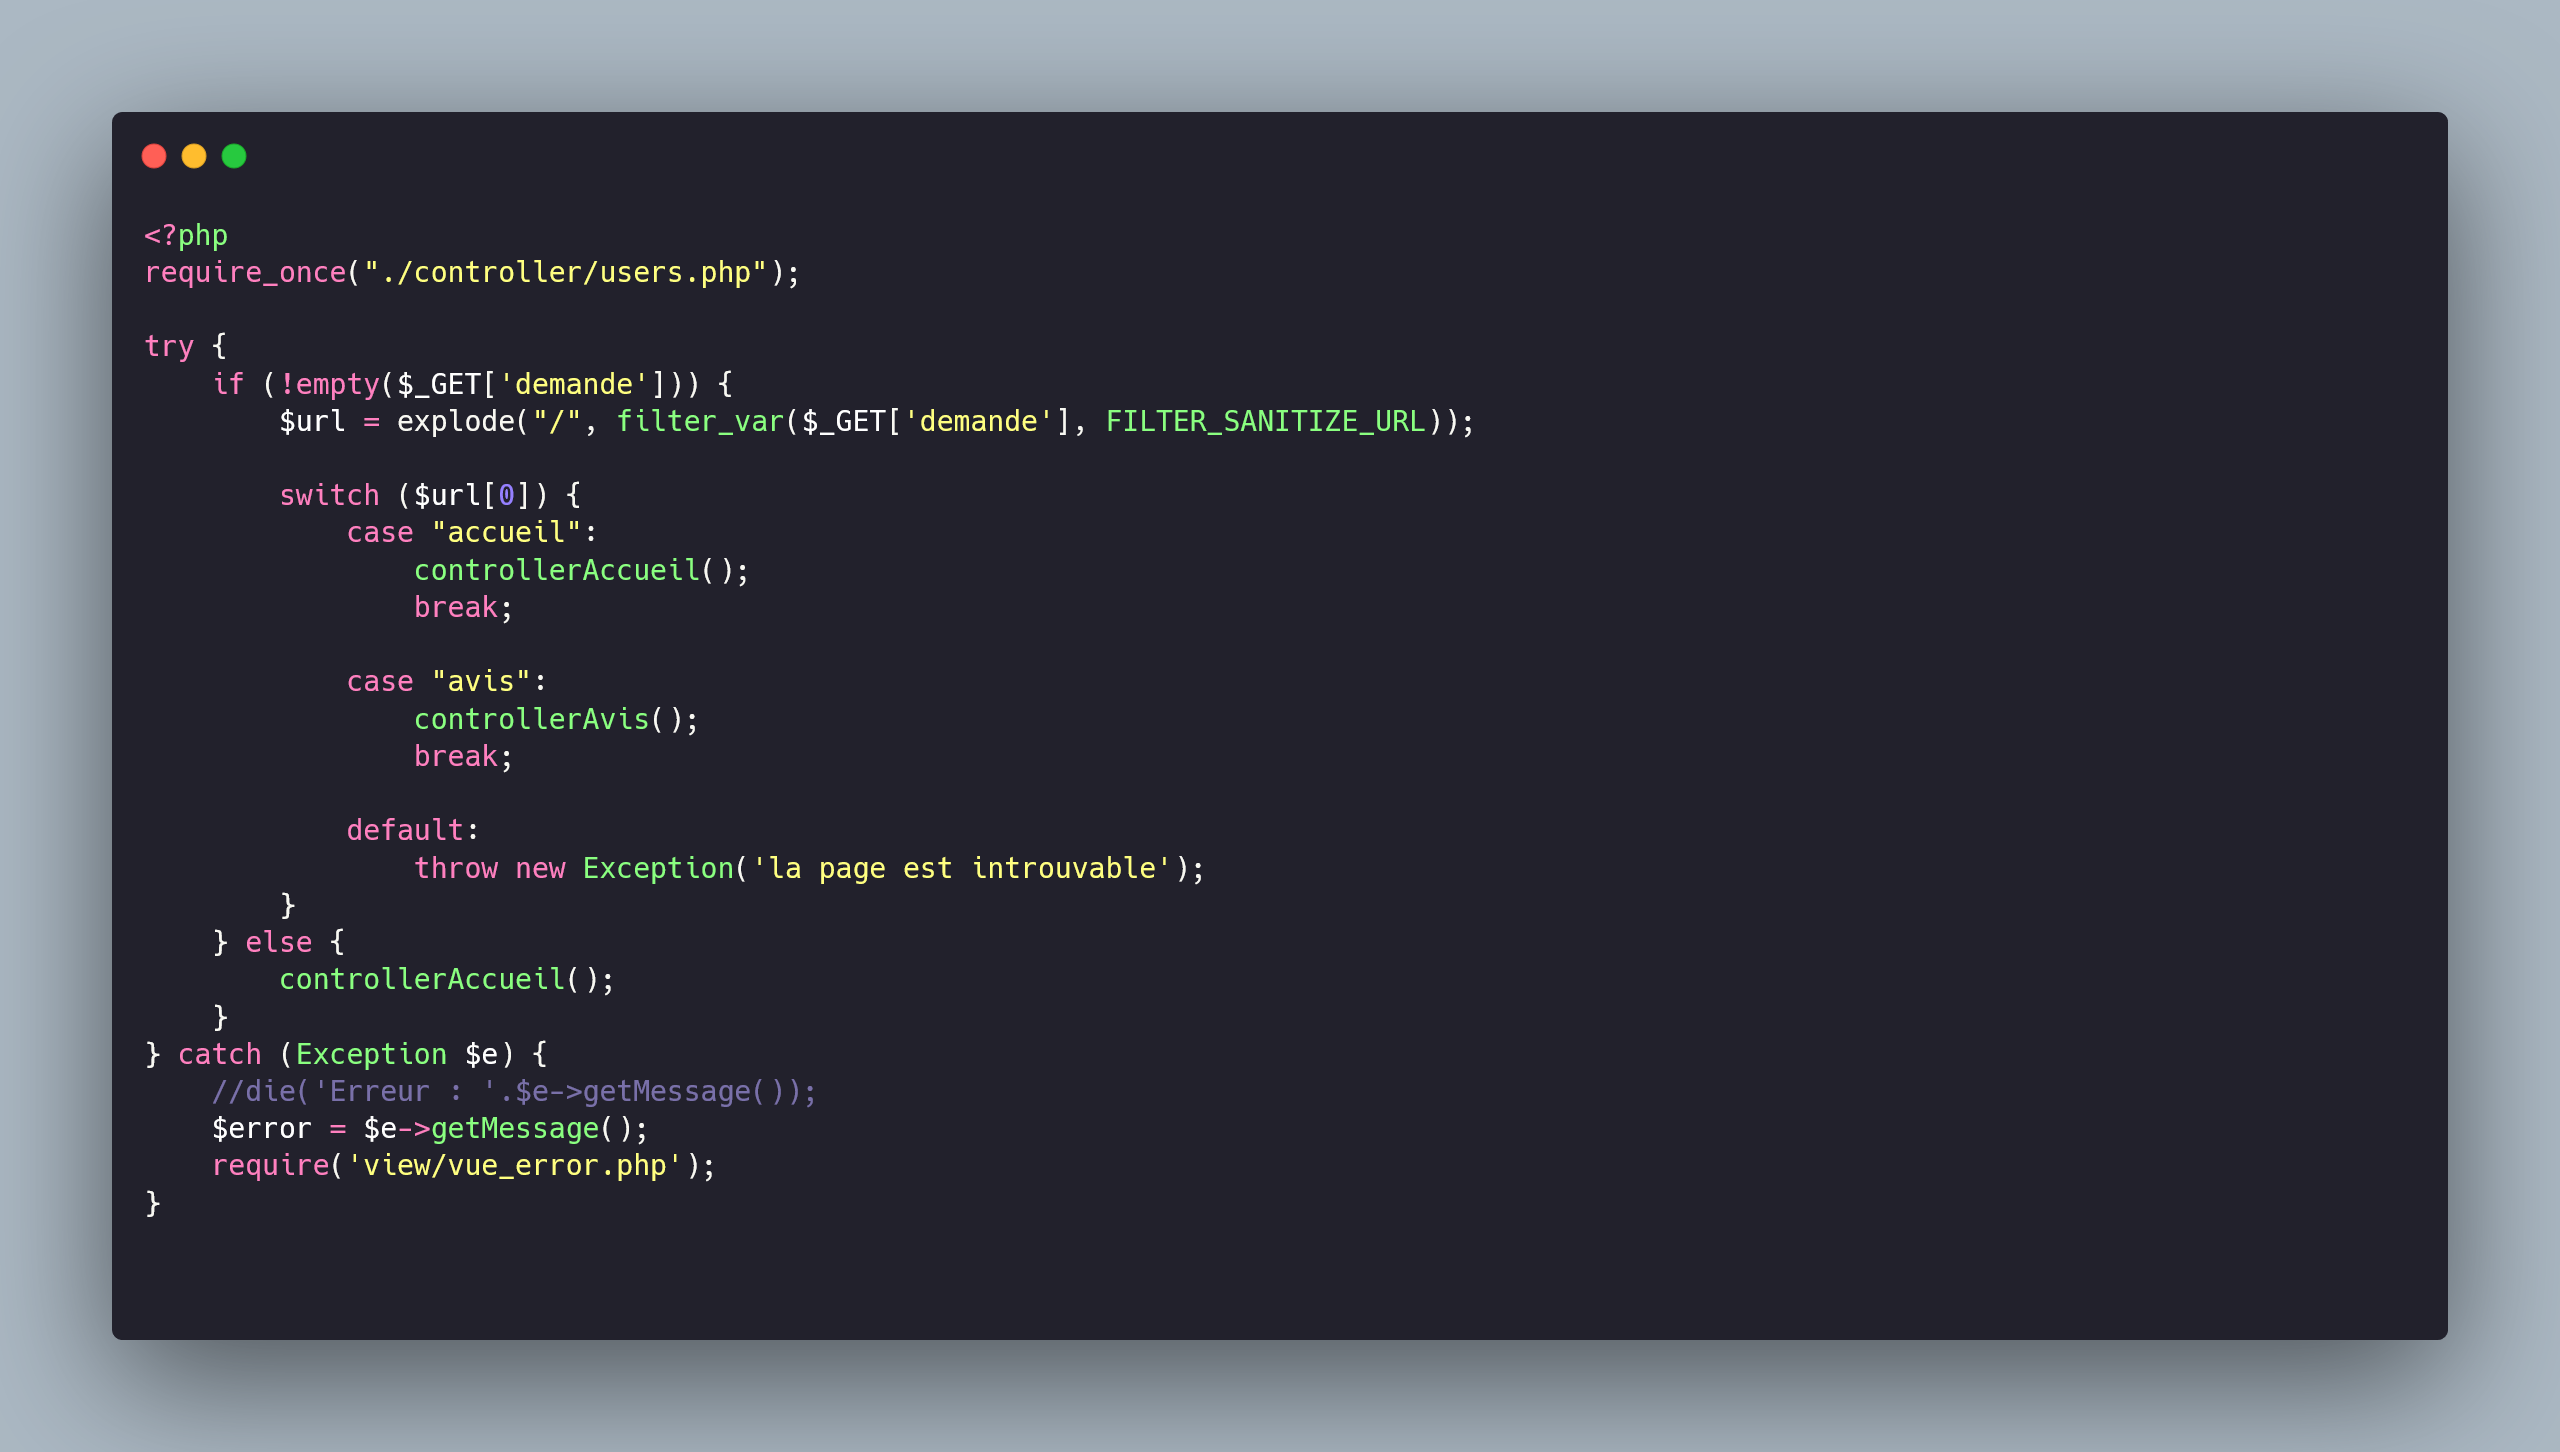 <?php
require_once("./controller/users.php");
try {
    if (!empty($_GET['demande'])) {
        $url = explode("/", filter_var($_GET['demande'], FILTER_SANITIZE_URL));
        switch ($url[0]) {
            case "accueil":
                controllerAccueil();
                break;
            case "avis":
                controllerAvis();
                break;
            default:
                throw new Exception('la page est introuvable');
        }
    } else {
        controllerAccueil();
    }
} catch (Exception $e) {
    //die('Erreur : '.$e->getMessage());
    $error = $e->getMessage();
    require('view/vue_error.php');
}